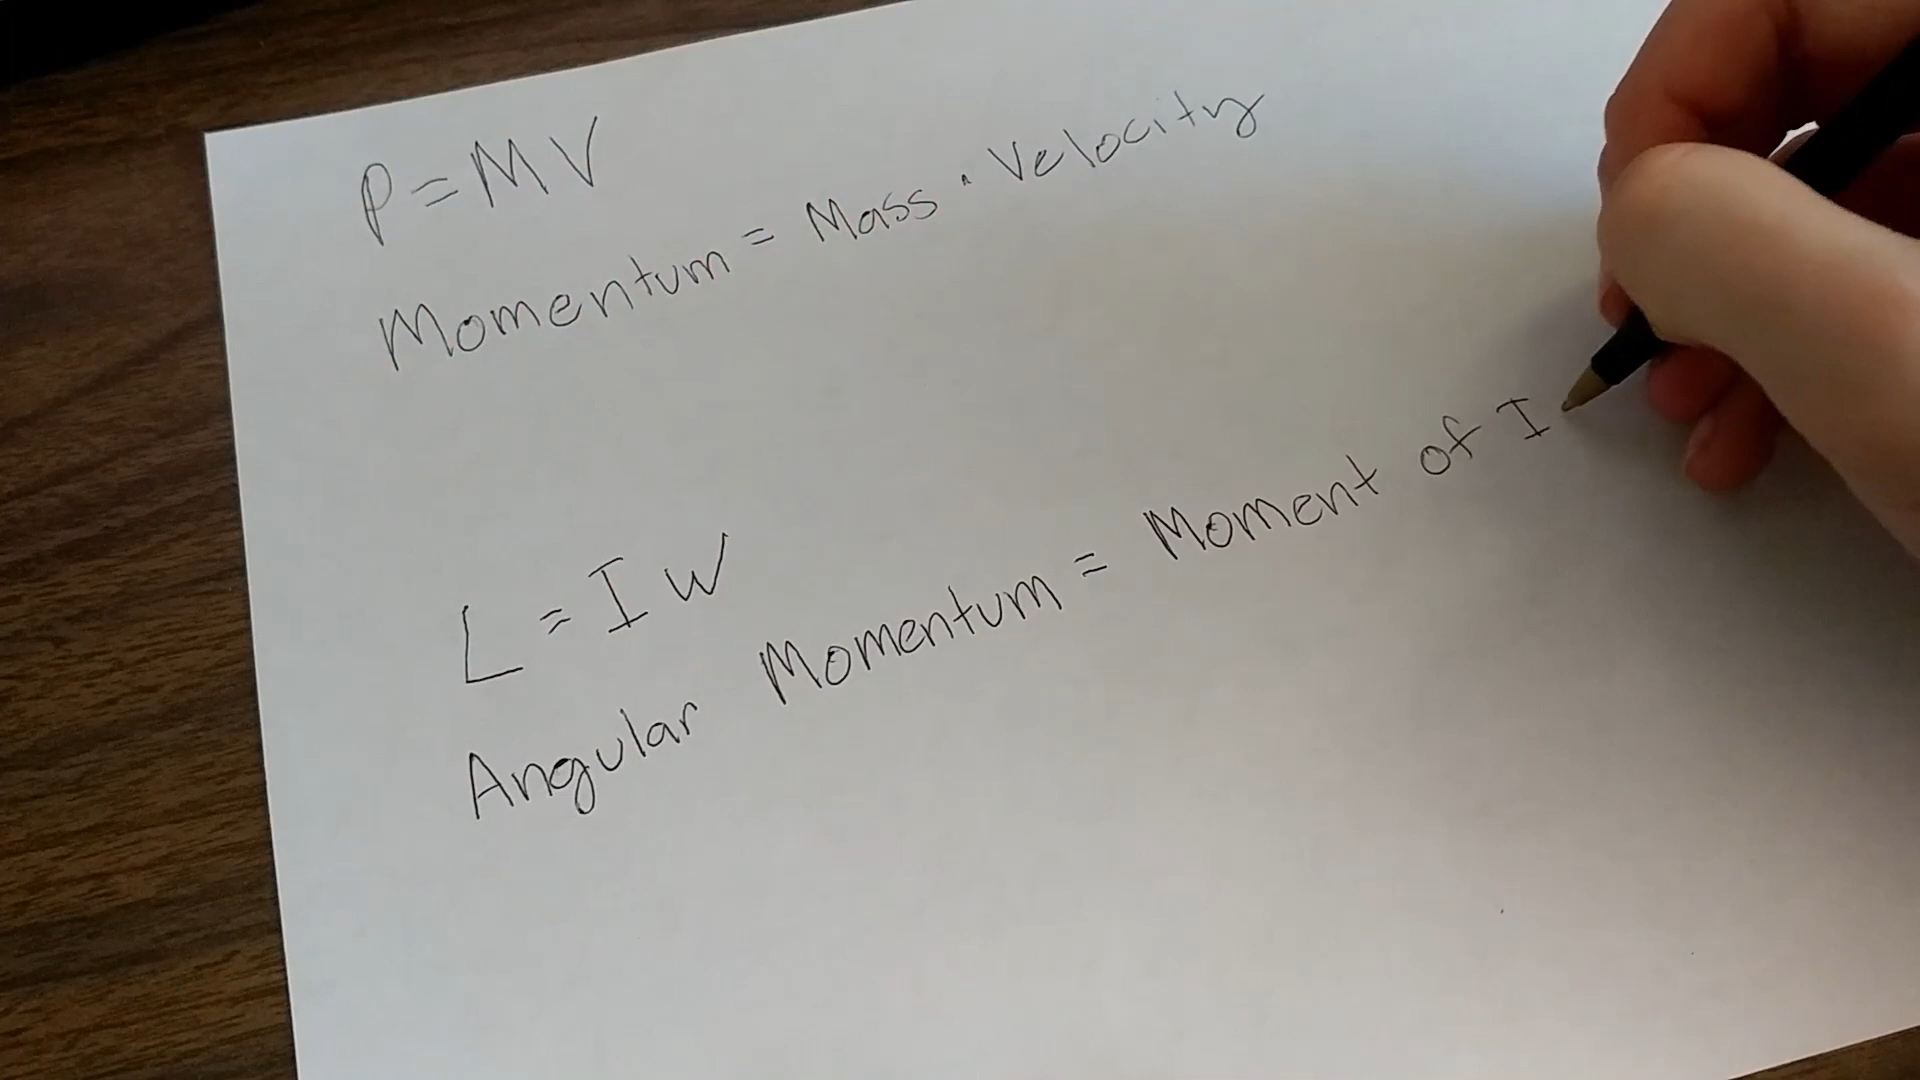 P = MV
Momentum = Mass · Velocity
L = I W
Angular Momentum = Moment of I